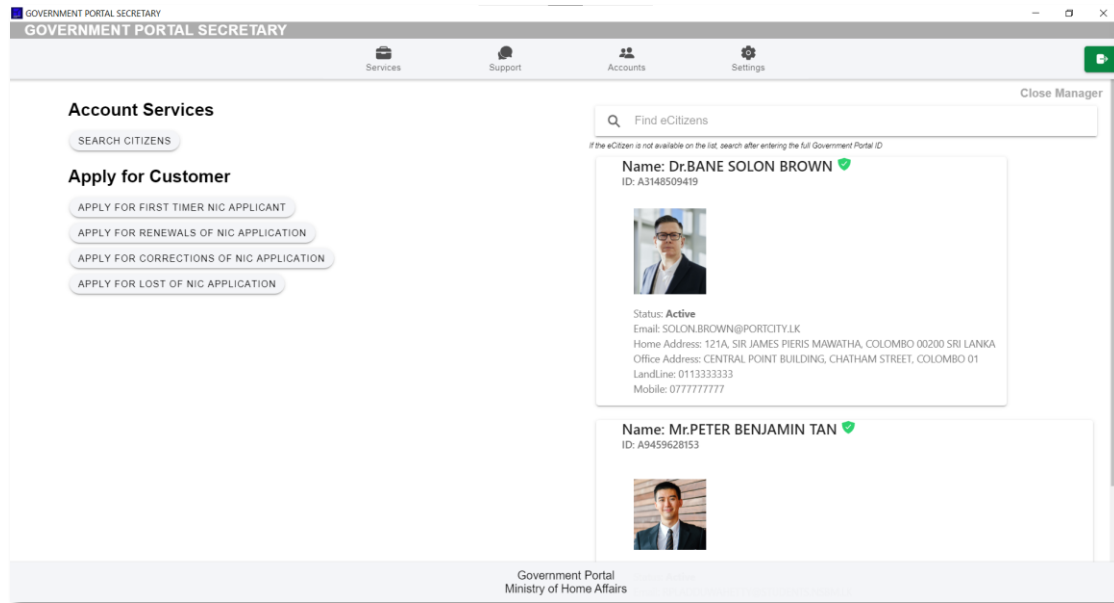 GOVERNMENT PORTAL SECRETARY
GOVERNMENT PORTAL SECRETARY
Services
Support
Accounts
Settings
Close Manager
Account Services
SEARCH CITIZENS
Apply for Customer
APPLY FOR FIRST TIMER NIC APPLICANT
APPLY FOR RENEWALS OF NIC APPLICATION
APPLY FOR CORRECTIONS OF NIC APPLICATION
APPLY FOR LOST OF NIC APPLICATION
Find eCitizens
If the eCitizen is not available on the list, search after entering the full Government Portal ID
Name: Dr.BANE SOLON BROWN
ID: A3148509419
Status: Active
Email: SOLON.BROWN@PORTCITY.LK
Home Address: 121A, SIR JAMES PIERIS MAWATHA, COLOMBO 00200 SRI LANKA
Office Address: CENTRAL POINT BUILDING, CHATHAM STREET, COLOMBO 01
LandLine: 0113333333
Mobile: 0777777777
Name: Mr.PETER BENJAMIN TAN
ID: A9459628153
Government Portal
Ministry of Home Affairs